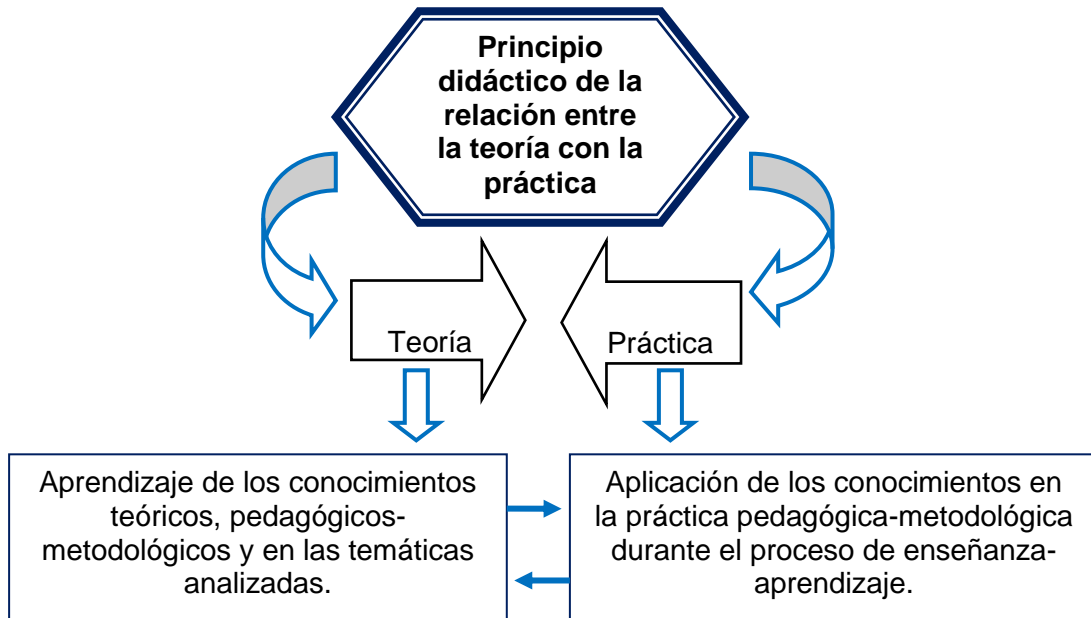 Principio
didáctico de la
relación entre
la teoría con la
práctica
Teoría
Práctica
Aprendizaje de los conocimientos
teóricos, pedagógicos-
metodológicos y en las temáticas
analizadas.
Aplicación de los conocimientos en
la práctica pedagógica-metodológica
durante el proceso de enseñanza-
aprendizaje.